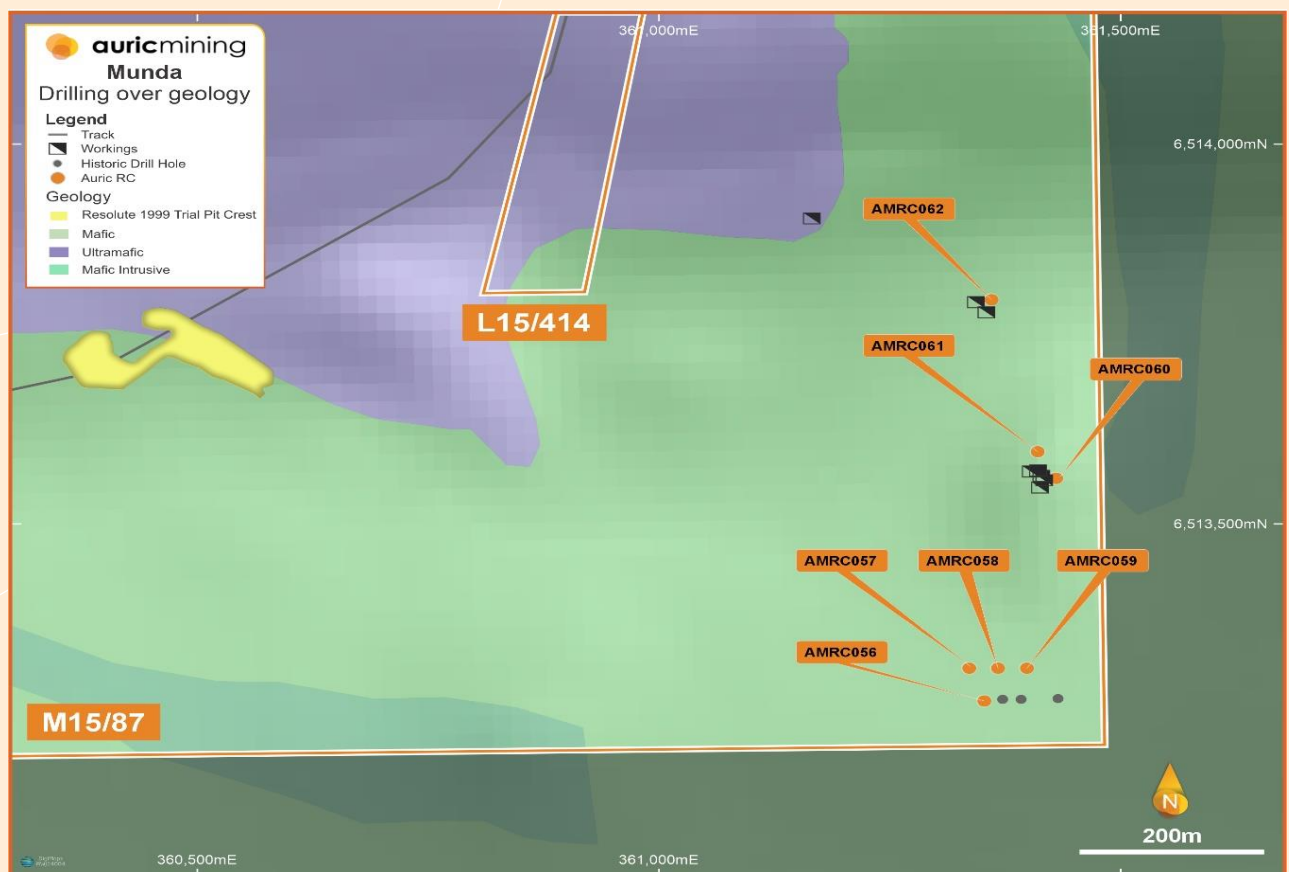 auricmining
Munda
Drilling over geology
Legend
Track
Workings
Historic Drill Hole
Auric RC
Geology
Resolute 1999 Trial Pit Crest
Mafic
Ultramafic
Mafic Intrusive
361,000mE
361,500mE
6,514,000mN
AMRC062
L15/414
AMRC061
AMRC060
6,513,500mN
AMRC057
AMRC058
AMRC059
AMRC056
M15/87
N
200m
360,500mE
361,000mE